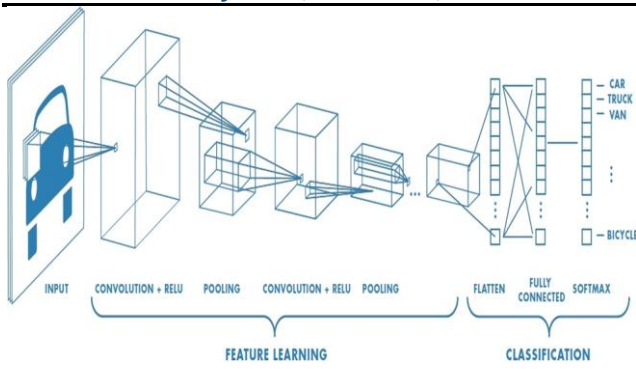 CAR
TRUCK
VAN
BICYCLE
INPUT CONVOLUTION + RELU POOLING CONVOLUTION + RELU POOLING FLATTEN FULLY CONNECTED SOFTMAX
FEATURE LEARNING CLASSIFICATION